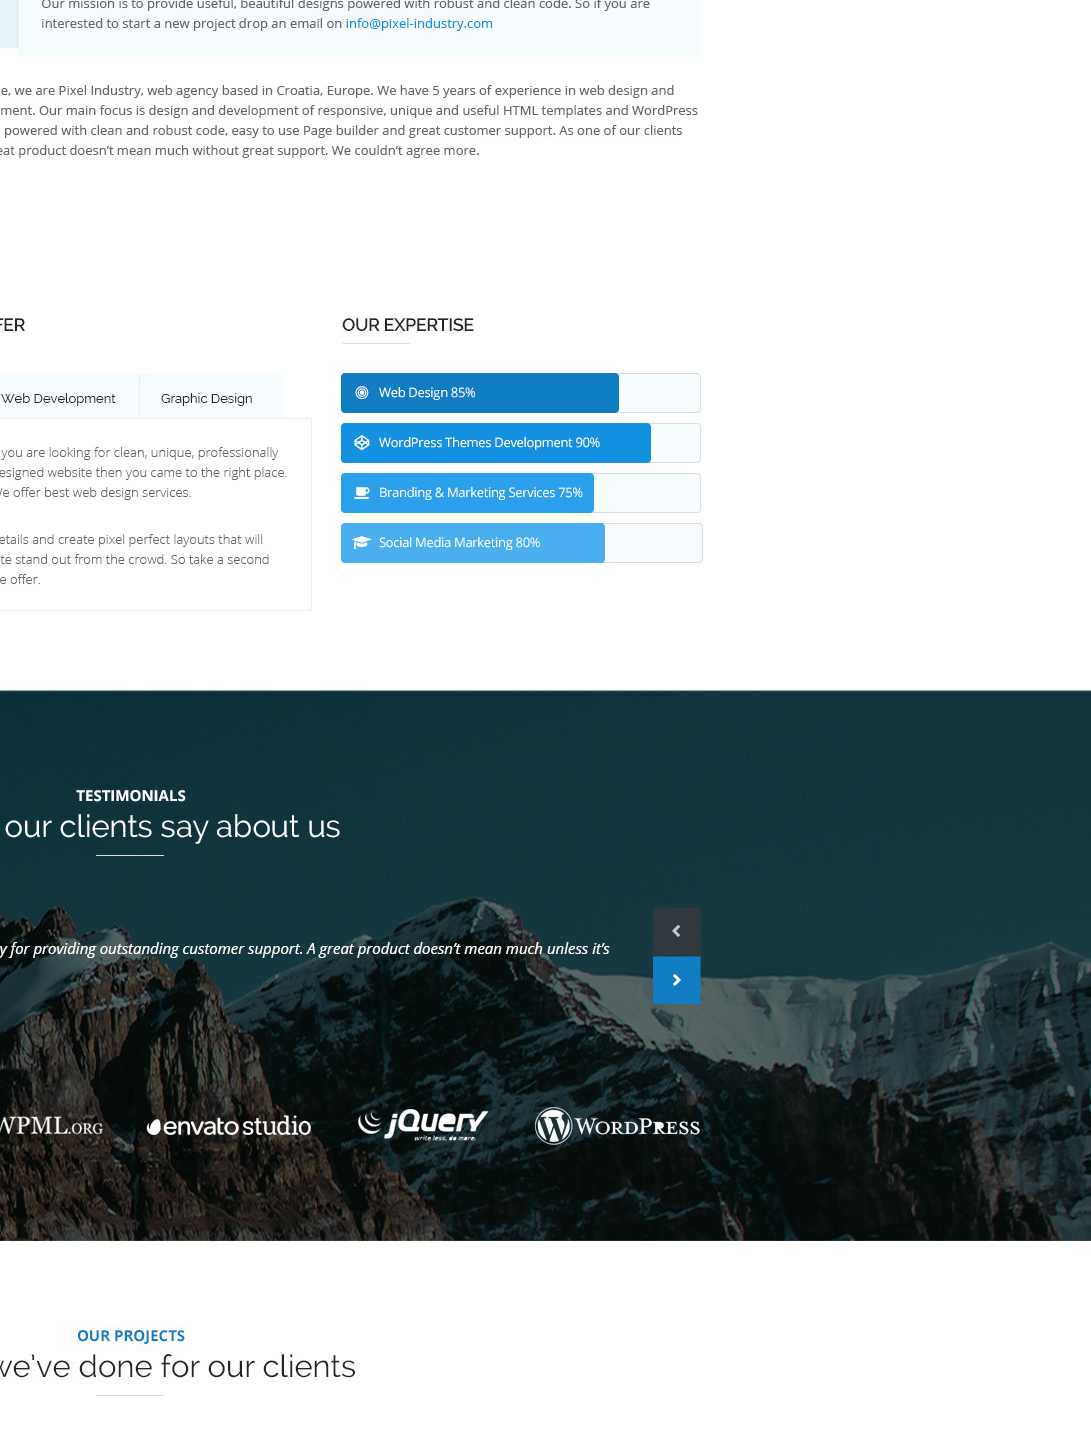 Our mission is to provide useful, beautiful designs powered with robust and clean code. So if you are
interested to start a new project drop an email on info@pixel-industry.com
e, we are Pixel Industry, web agency based in Croatia, Europe. We have 5 years of experience in web design and
ment. Our main focus is design and development of responsive, unique and useful HTML templates and WordPress
powered with clean and robust code, easy to use Page builder and great customer support. As one of our clients
eat product doesn't mean much without great support. We couldn't agree more.
FER
Web Development
Graphic Design
you are looking for clean, unique, professionally
esigned website then you came to the right place.
We offer best web design services.
etails and create pixel perfect layouts that will
te stand out from the crowd. So take a second
e offer.
OUR EXPERTISE
Web Design 85%
WordPress Themes Development 90%
Branding & Marketing Services 75%
Social Media Marketing 80%
TESTIMONIALS
our clients say about us
y for providing outstanding customer support. A great product doesn't mean much unless it's
WPML.ORG
envato studio
jQuery
write less, do more.
WORDPRESS
OUR PROJECTS
we've done for our clients